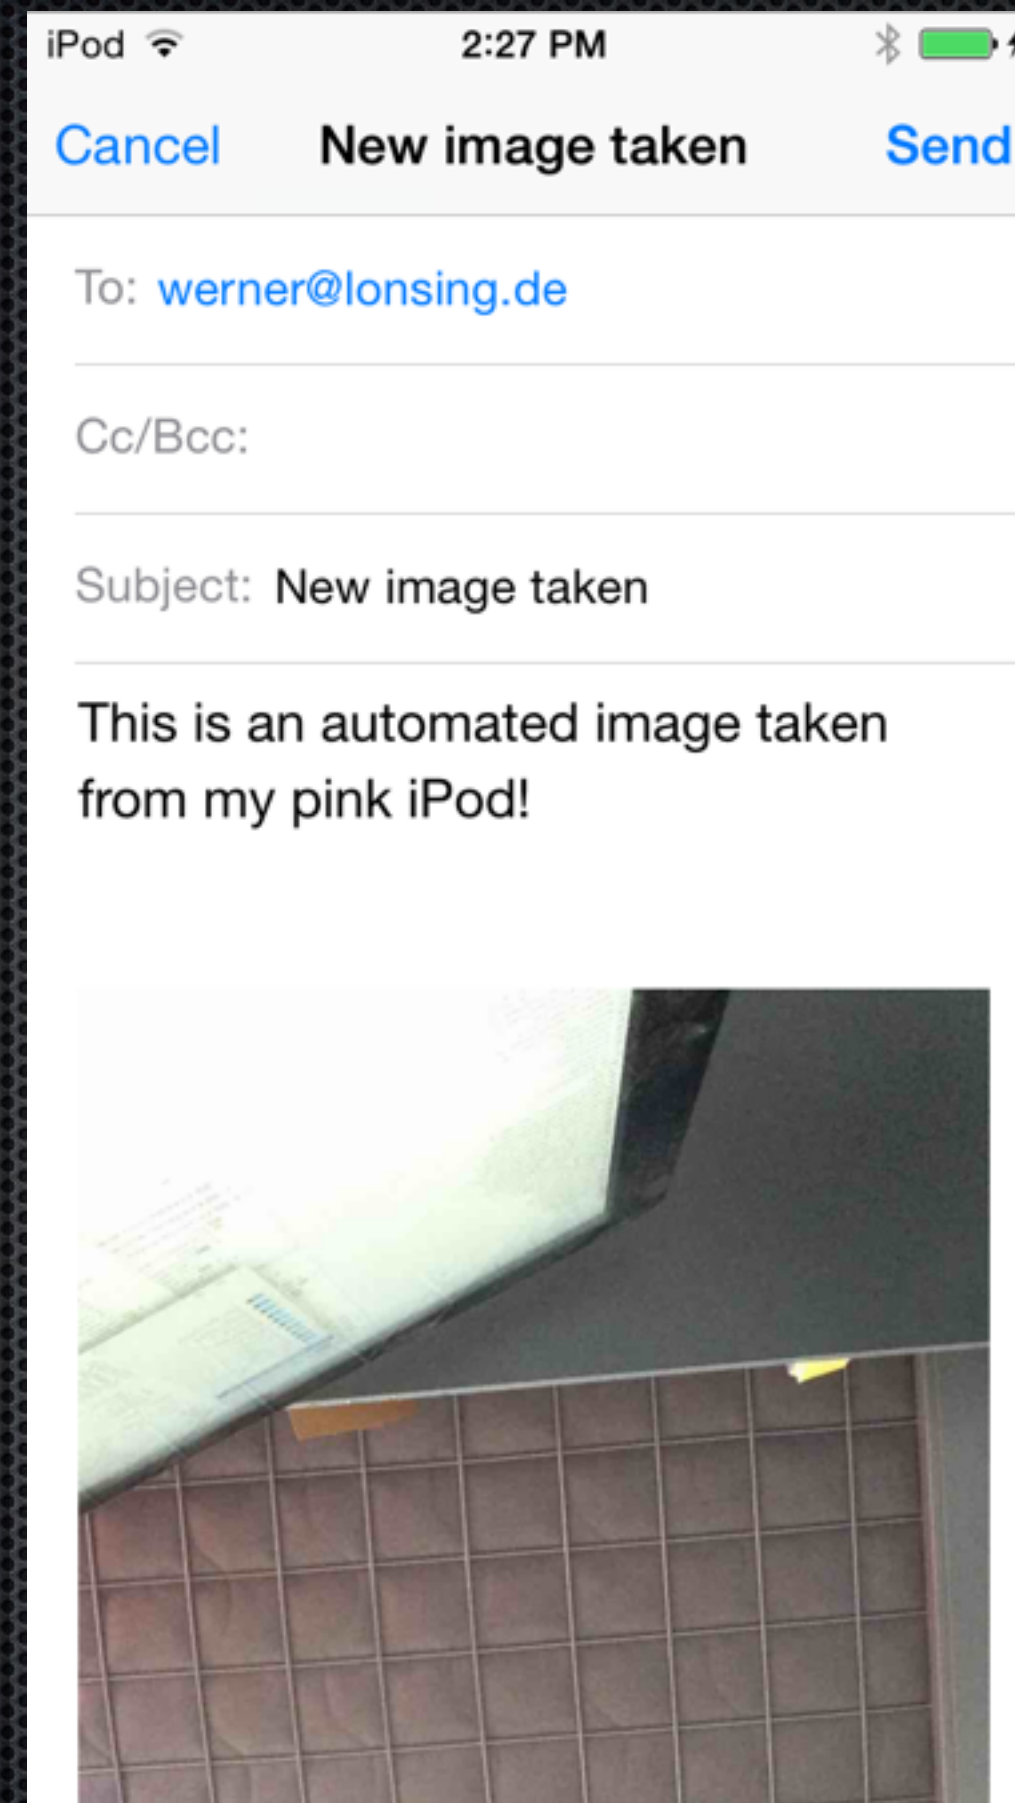 iPod 2:27 PM
Cancel New image taken Send
To: werner@lonsing.de
Cc/Bcc:
Subject: New image taken
This is an automated image taken
from my pink iPod!